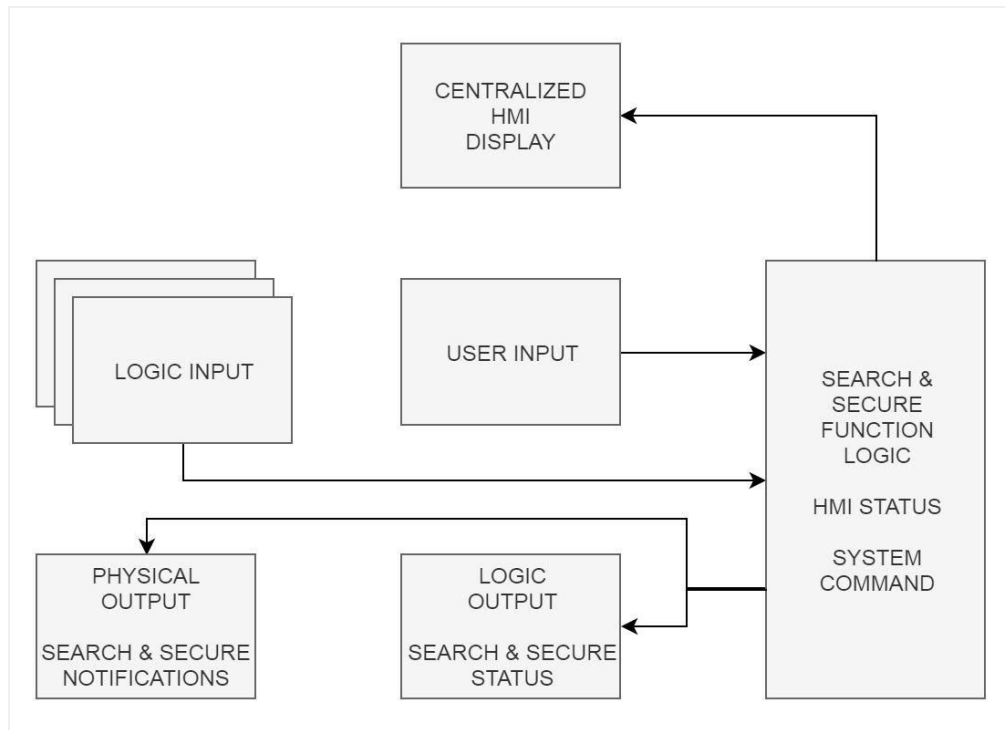 CENTRALIZED
HMI
DISPLAY
LOGIC INPUT
USER INPUT
SEARCH &
SECURE
FUNCTION
LOGIC
HMI STATUS
SYSTEM
COMMAND
PHYSICAL
OUTPUT
SEARCH & SECURE
NOTIFICATIONS
LOGIC
OUTPUT
SEARCH & SECURE
STATUS